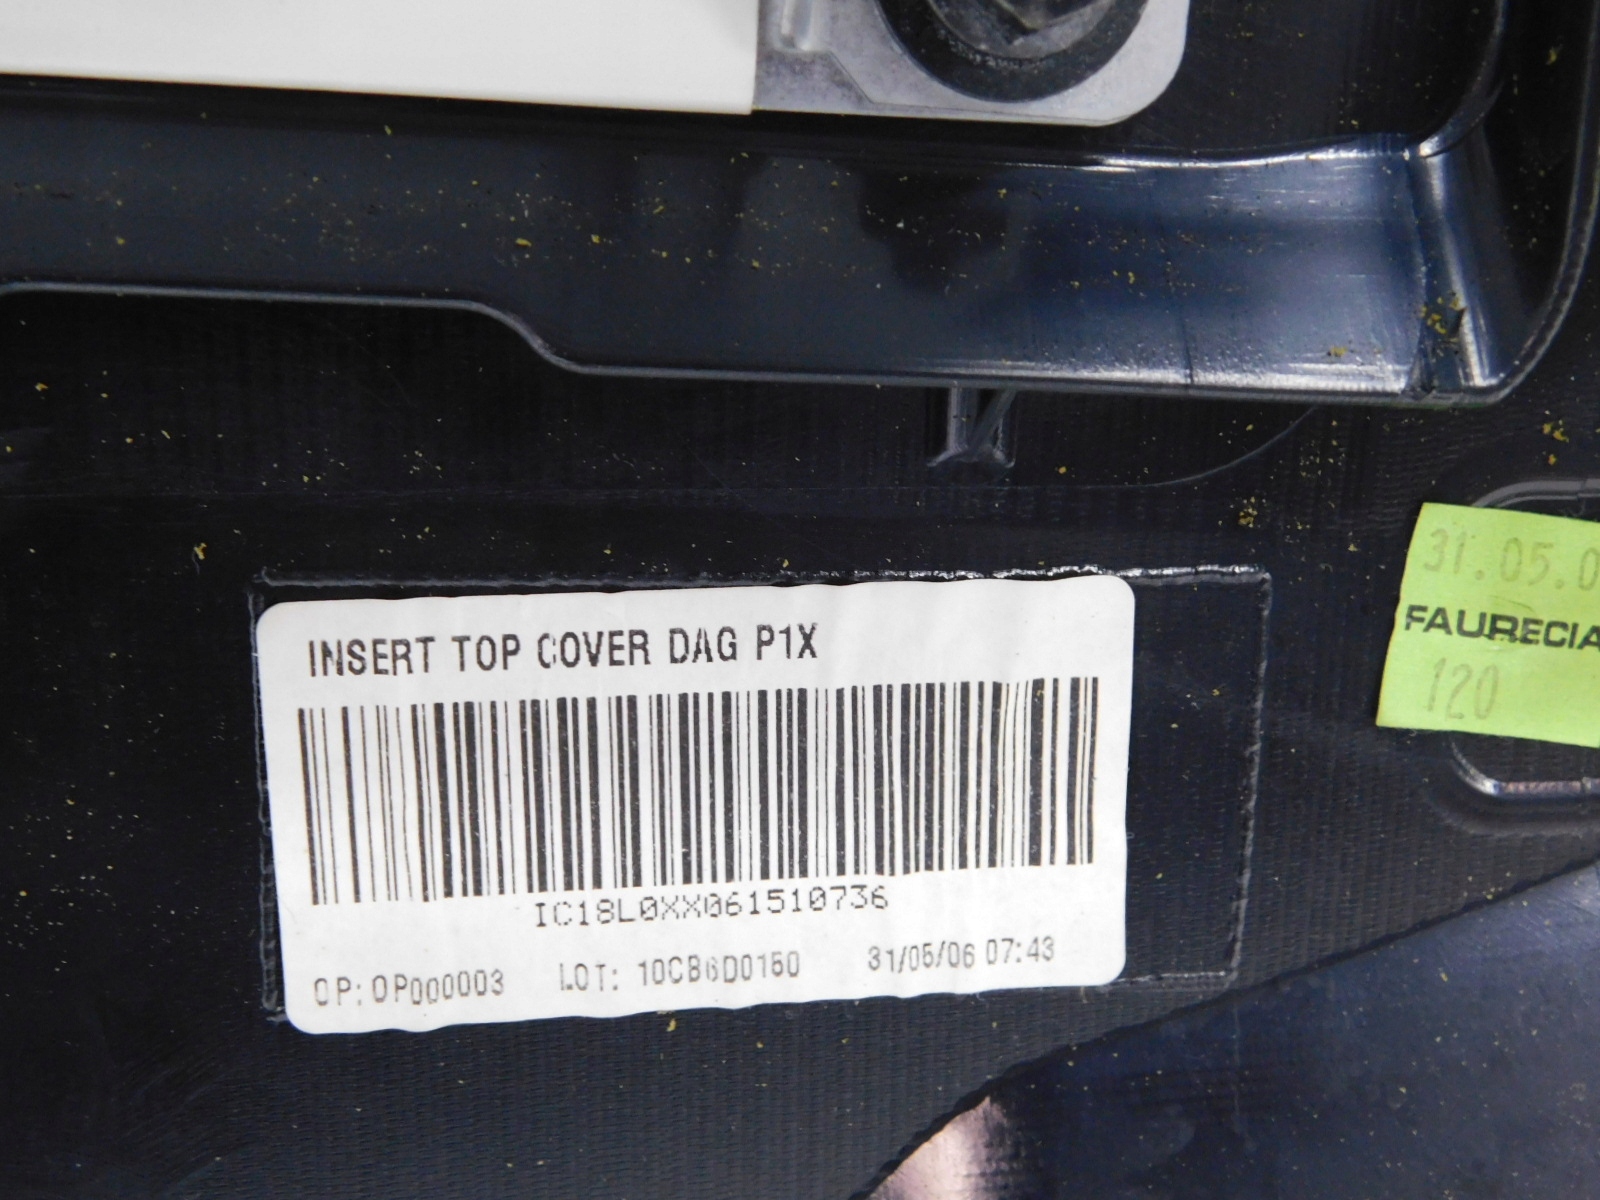 INSERT TOP COVER DAG P1X
IC18L0XX061510736
OP: OP000003 LOT: 10CB6D0150 31/05/06 07:43
31.05.0
FAURECIA
120